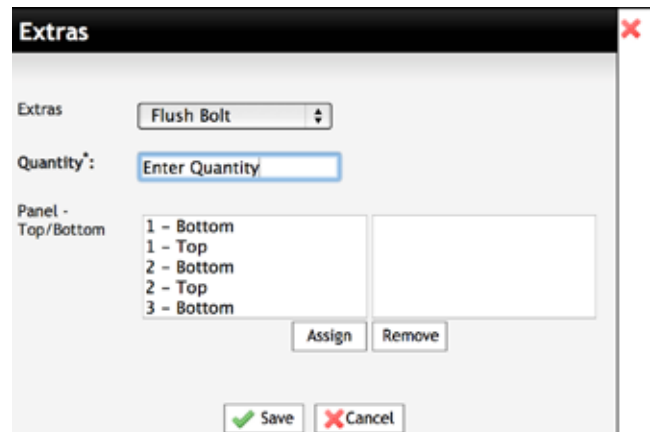 Extras
Extras
Flush Bolt
Quantity*:
Enter Quantity
Panel -
Top/Bottom
1 - Bottom
1 - Top
2 - Bottom
2 - Top
3 - Bottom
Assign
Remove
Save
Cancel